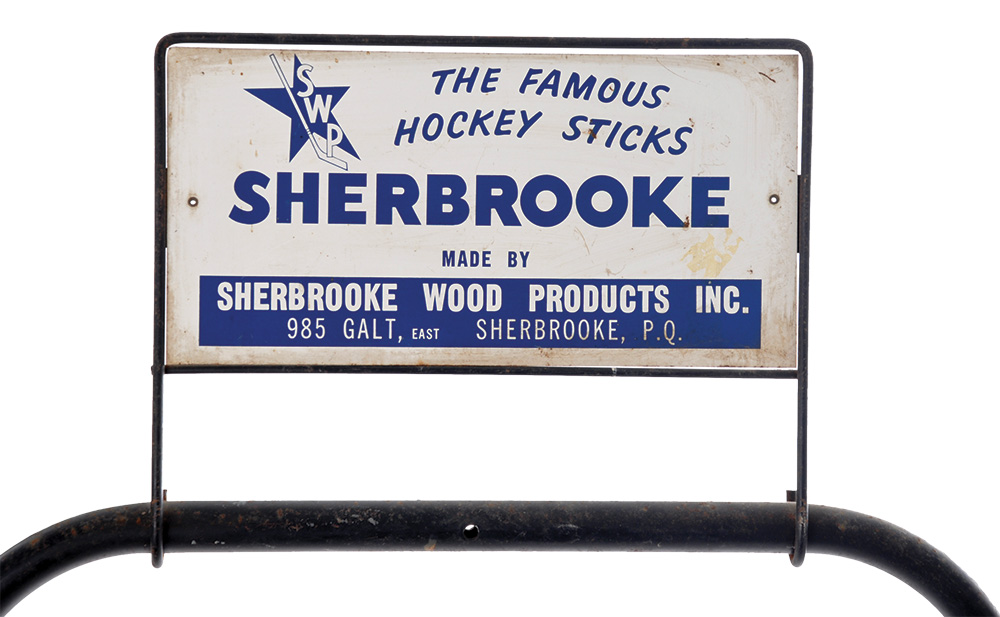 SWP
THE FAMOUS
HOCKEY STICKS
SHERBROOKE
MADE BY
SHERBROOKE WOOD PRODUCTS INC.
985 GALT, EAST SHERBROOKE, P.Q.